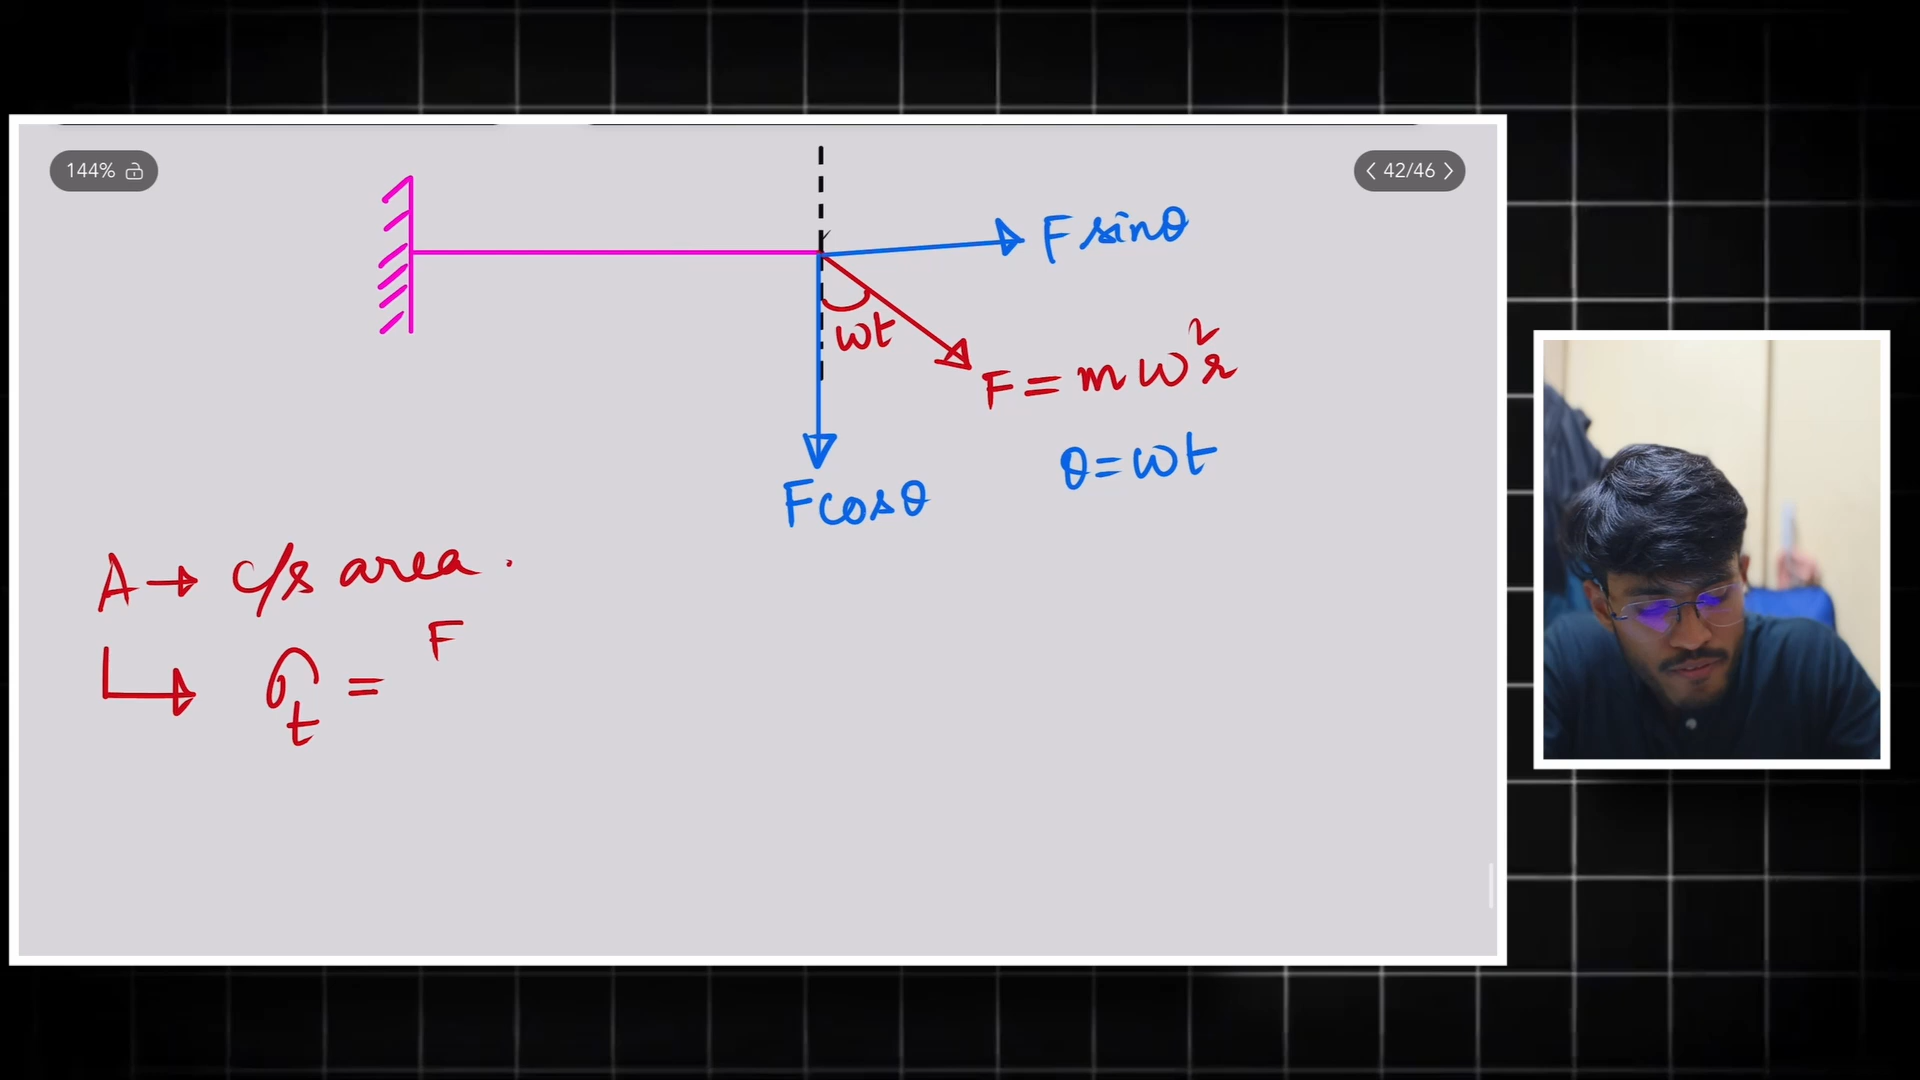 144%
42/46
F sinθ
ωt
F = mω²r
θ = ωt
F cosθ
A → c/s area .
σt = F